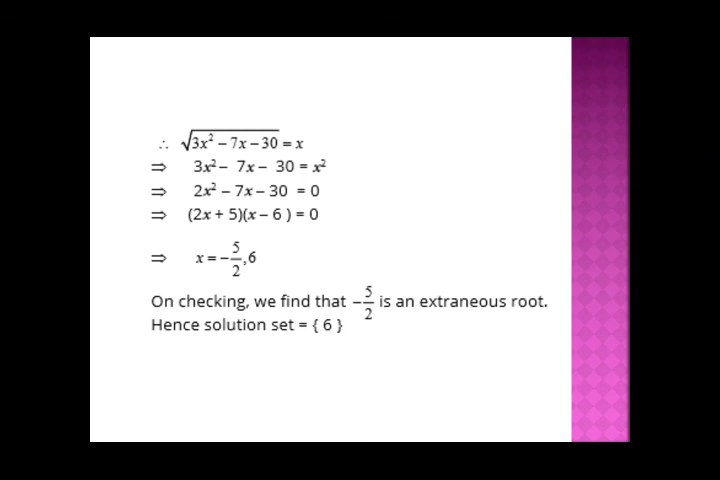 ∴ √(3x² – 7x – 30) = x
⇒ 3x² – 7x – 30 = x²
⇒ 2x² – 7x – 30 = 0
⇒ (2x + 5)(x – 6 ) = 0
⇒ x = –5/2, 6
On checking, we find that –5/2 is an extraneous root.
Hence solution set = { 6 }